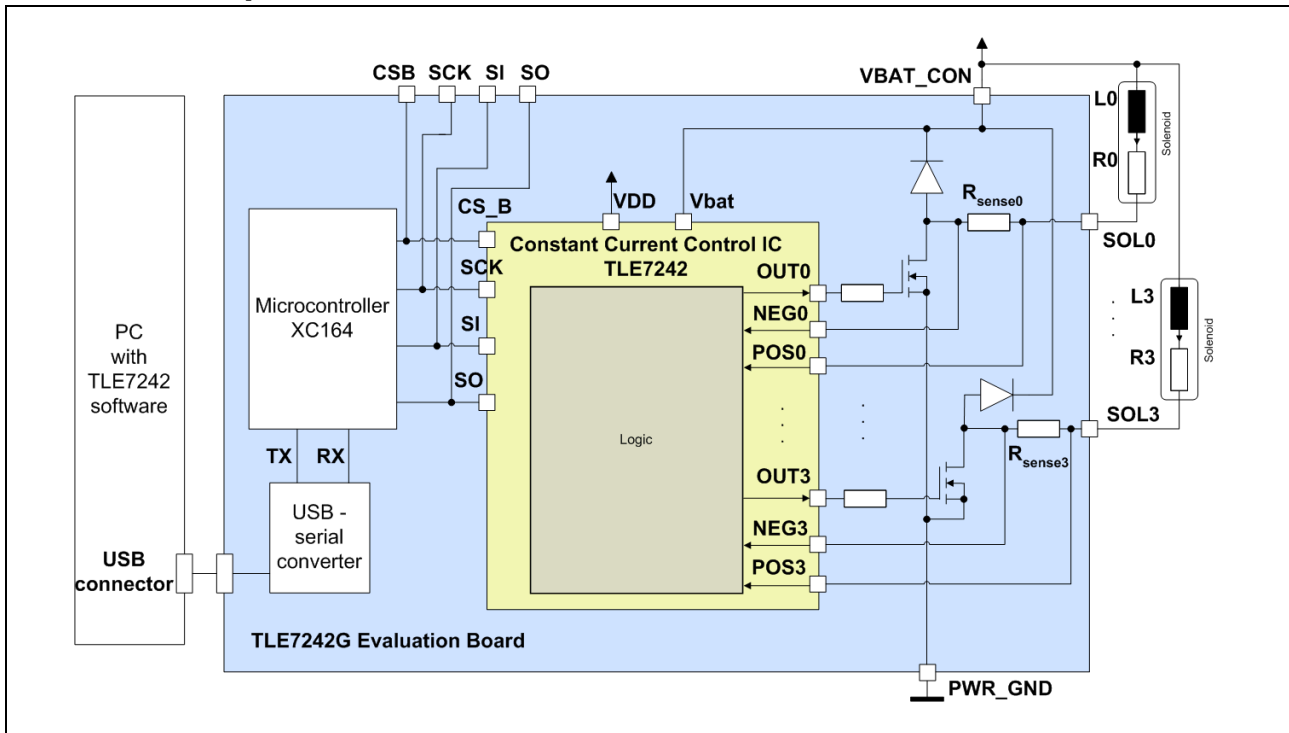 CSB
SCK
SI
SO
VBAT_CON
L0
R0
Solenoid
VDD
Vbat
Rsense0
SOL0
CS_B
Constant Current Control IC
TLE7242
SCK
OUT0
Microcontroller
XC164
NEG0
SI
POS0
L3
R3
Solenoid
PC
with
TLE7242
software
SO
Logic
SOL3
Rsense3
TX
RX
OUT3
USB -
serial
converter
NEG3
USB
connector
POS3
TLE7242G Evaluation Board
PWR_GND